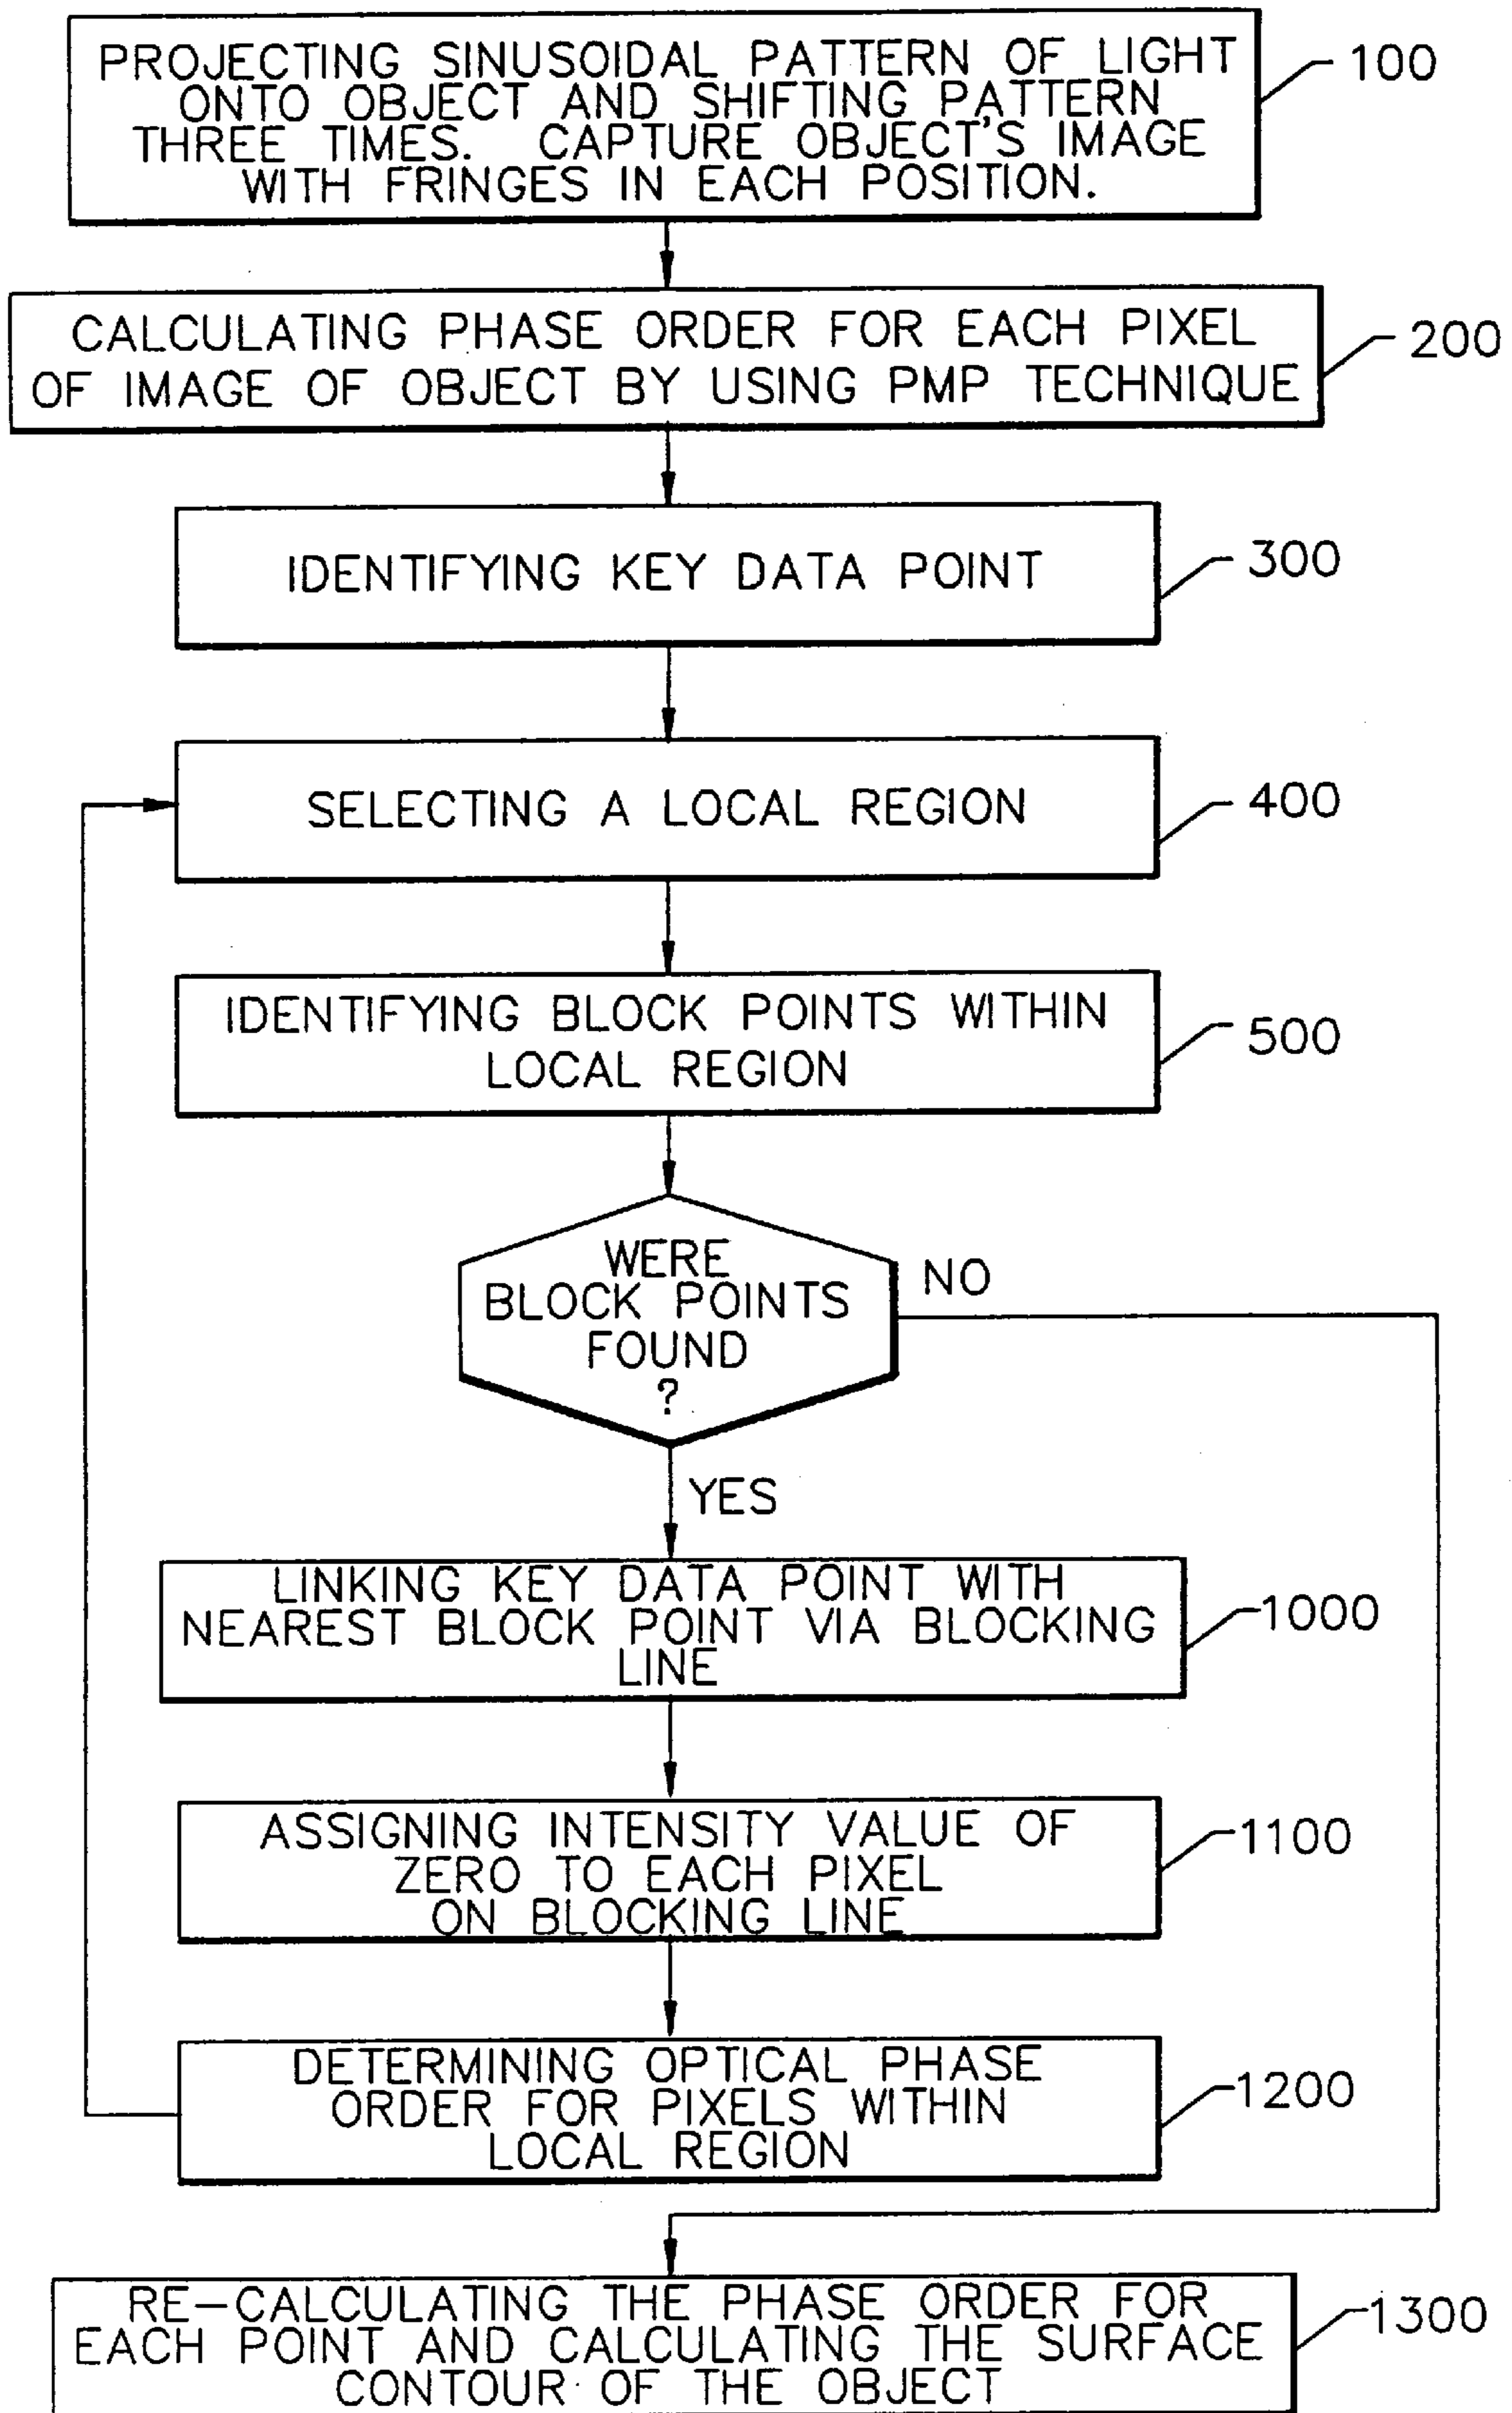 PROJECTING SINUSOIDAL PATTERN OF LIGHT
ONTO OBJECT AND SHIFTING PATTERN
THREE TIMES. CAPTURE OBJECT'S IMAGE
WITH FRINGES IN EACH POSITION.
100
CALCULATING PHASE ORDER FOR EACH PIXEL
OF IMAGE OF OBJECT BY USING PMP TECHNIQUE
200
IDENTIFYING KEY DATA POINT
300
SELECTING A LOCAL REGION
400
IDENTIFYING BLOCK POINTS WITHIN
LOCAL REGION
500
WERE
BLOCK POINTS
FOUND
?
NO
YES
LINKING KEY DATA POINT WITH
NEAREST BLOCK POINT VIA BLOCKING
LINE
1000
ASSIGNING INTENSITY VALUE OF
ZERO TO EACH PIXEL
ON BLOCKING LINE
1100
DETERMINING OPTICAL PHASE
ORDER FOR PIXELS WITHIN
LOCAL REGION
1200
RE-CALCULATING THE PHASE ORDER FOR
EACH POINT AND CALCULATING THE SURFACE
CONTOUR OF THE OBJECT
1300